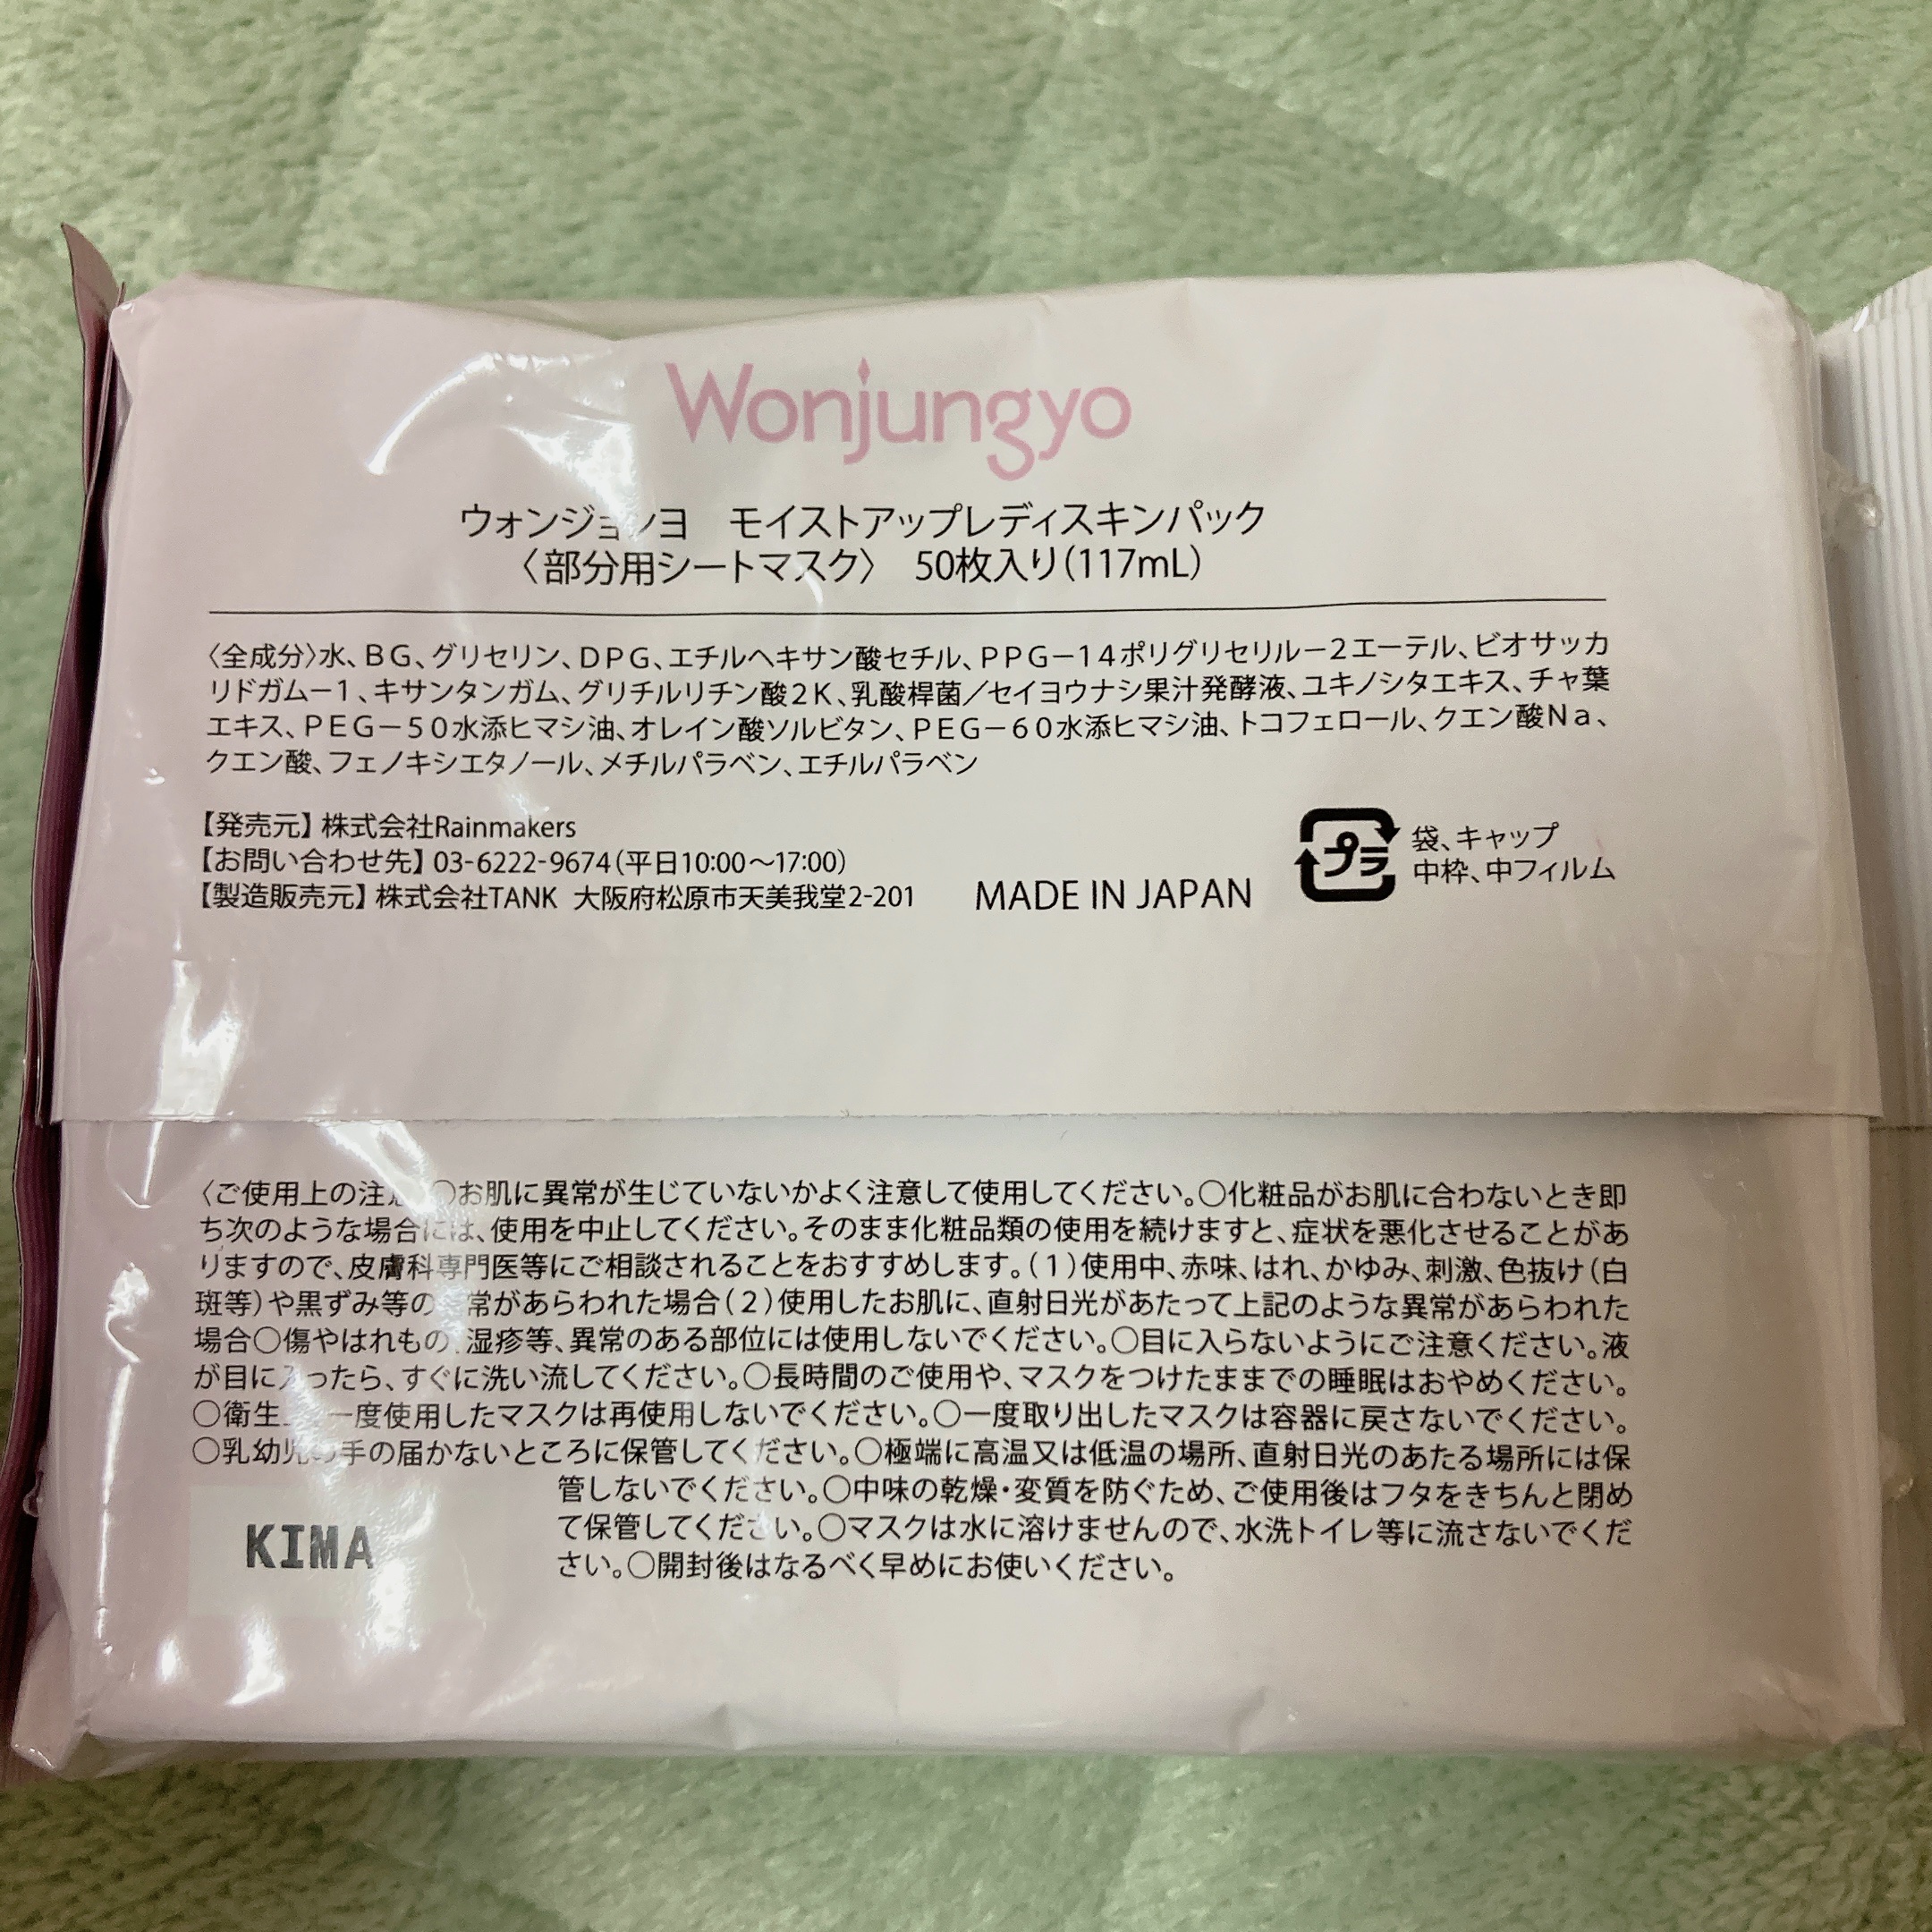 Wonjungyo
ウォンジョンヨ　モイストアップレディスキンパック
〈部分用シートマスク〉　50枚入り(117mL)
〈全成分〉水、BG、グリセリン、DPG、エチルヘキサン酸セチル、PPG－14ポリグリセリル－2エーテル、ビオサッカ
リドガム－1、キサンタンガム、グリチルリチン酸2K、乳酸桿菌／セイヨウナシ果汁発酵液、ユキノシタエキス、チャ葉
エキス、PEG－50水添ヒマシ油、オレイン酸ソルビタン、PEG－60水添ヒマシ油、トコフェロール、クエン酸Na、
クエン酸、フェノキシエタノール、メチルパラベン、エチルパラベン
【発売元】株式会社Rainmakers
【お問い合わせ先】03-6222-9674(平日10:00～17:00)
【製造販売元】株式会社TANK 大阪府松原市天美我堂2-201
MADE IN JAPAN
プラ
袋、キャップ
中枠、中フィルム
〈ご使用上の注 ○お肌に異常が生じていないかよく注意して使用してください。○化粧品がお肌に合わないとき即
ち次のような場合には、使用を中止してください。そのまま化粧品類の使用を続けますと、症状を悪化させることがあ
りますので、皮膚科専門医等にご相談されることをおすすめします。(1)使用中、赤味、はれ、かゆみ、刺激、色抜け(白
斑等)や黒ずみ等の 常があらわれた場合(2)使用したお肌に、直射日光があたって上記のような異常があらわれた
場合○傷やはれもの、湿疹等、異常のある部位には使用しないでください。○目に入らないようにご注意ください。液
が目に入ったら、すぐに洗い流してください。○長時間のご使用や、マスクをつけたままでの睡眠はおやめください。
○衛生 一度使用したマスクは再使用しないでください。○一度取り出したマスクは容器に戻さないでください。
○乳幼児の手の届かないところに保管してください。○極端に高温又は低温の場所、直射日光のあたる場所には保
管しないでください。○中味の乾燥・変質を防ぐため、ご使用後はフタをきちんと閉め
て保管してください。○マスクは水に溶けませんので、水洗トイレ等に流さないでくだ
さい。○開封後はなるべく早めにお使いください。
KIMA